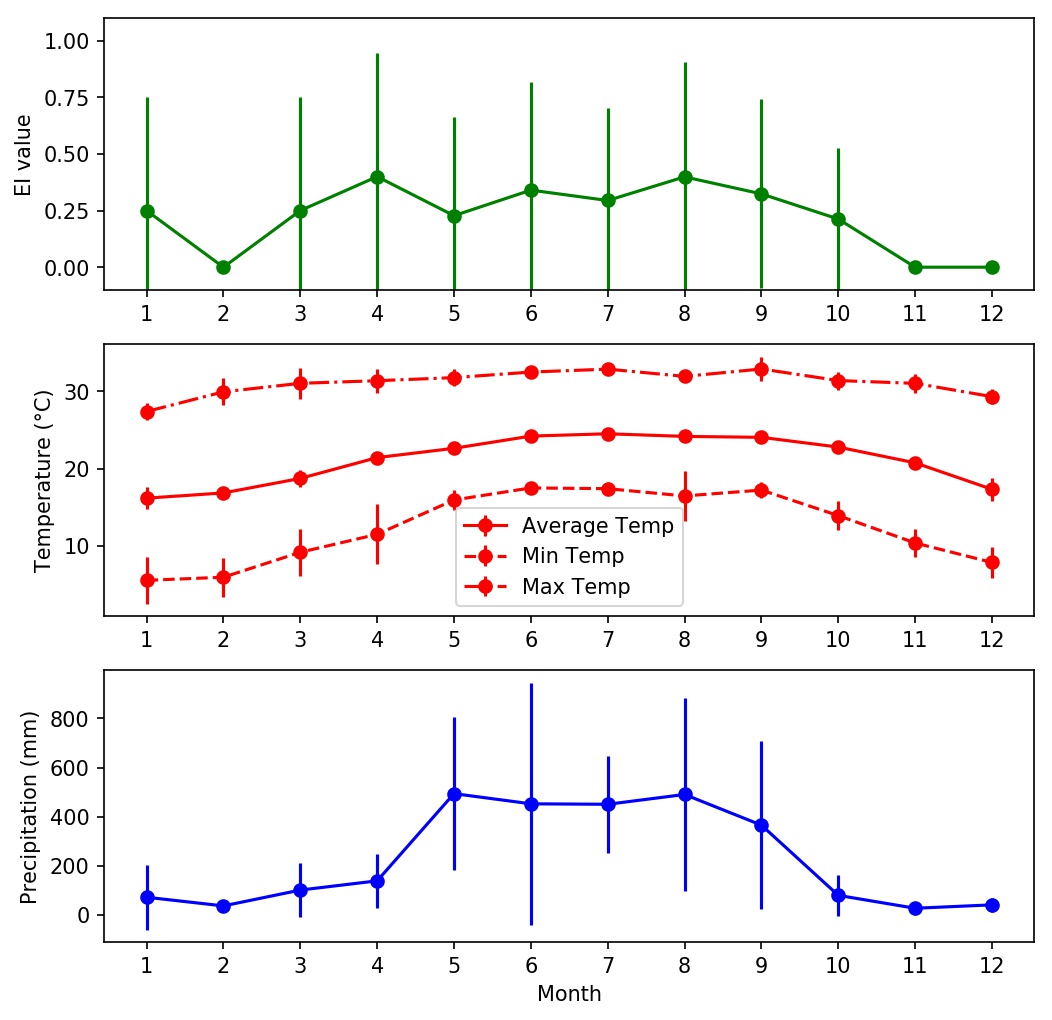 1.00
0.75
0.50
0.25
0.00
EI value
1 2 3 4 5 6 7 8 9 10 11 12
30
20
10
Temperature (°C)
Average Temp
Min Temp
Max Temp
1 2 3 4 5 6 7 8 9 10 11 12
800
600
400
200
0
Precipitation (mm)
1 2 3 4 5 6 7 8 9 10 11 12
Month